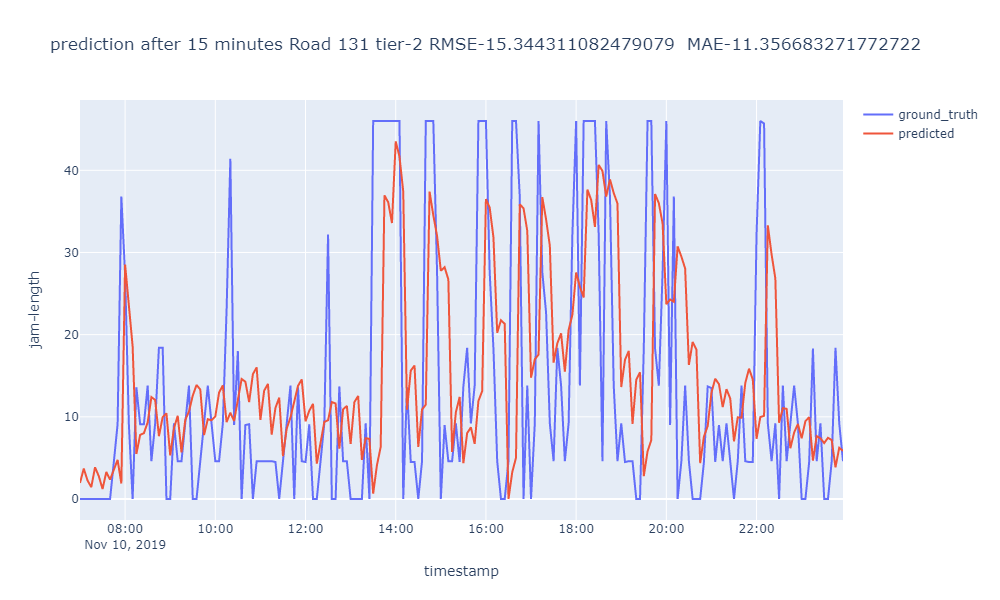 prediction after 15 minutes Road 131 tier-2 RMSE-15.344311082479079  MAE-11.356683271772722
ground_truth
predicted
jam-length
40
30
20
10
0
08:00 10:00 12:00 14:00 16:00 18:00 20:00 22:00
Nov 10, 2019
timestamp